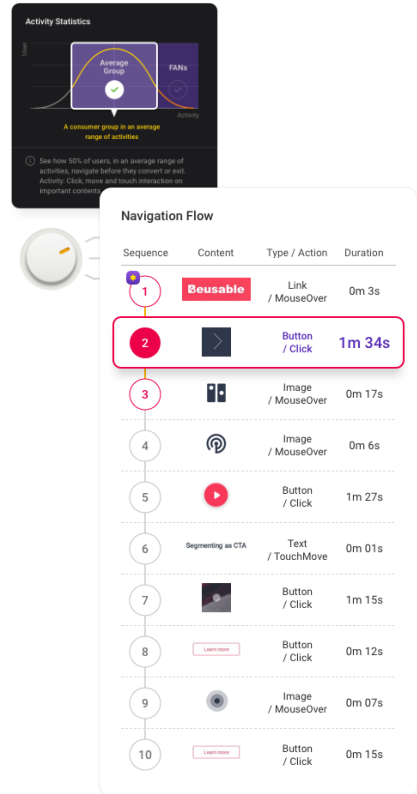 Activity Statistics
User
Average
Group
FANs
Activity
A consumer group in an average
range of activities
See how 50% of users, in an average range of
activities, navigate before they convert or exit.
Activity: Click, move and touch interaction on
important contents
Navigation Flow
Sequence Content Type / Action Duration
1 Beusable Link / MouseOver 0m 3s
2 Button / Click 1m 34s
3 Image / MouseOver 0m 17s
4 Image / MouseOver 0m 6s
5 Button / Click 1m 27s
6 Segmenting as CTA Text / TouchMove 0m 01s
7 Button / Click 1m 15s
8 Learn more Button / Click 0m 12s
9 Image / MouseOver 0m 07s
10 Learn more Button / Click 0m 15s